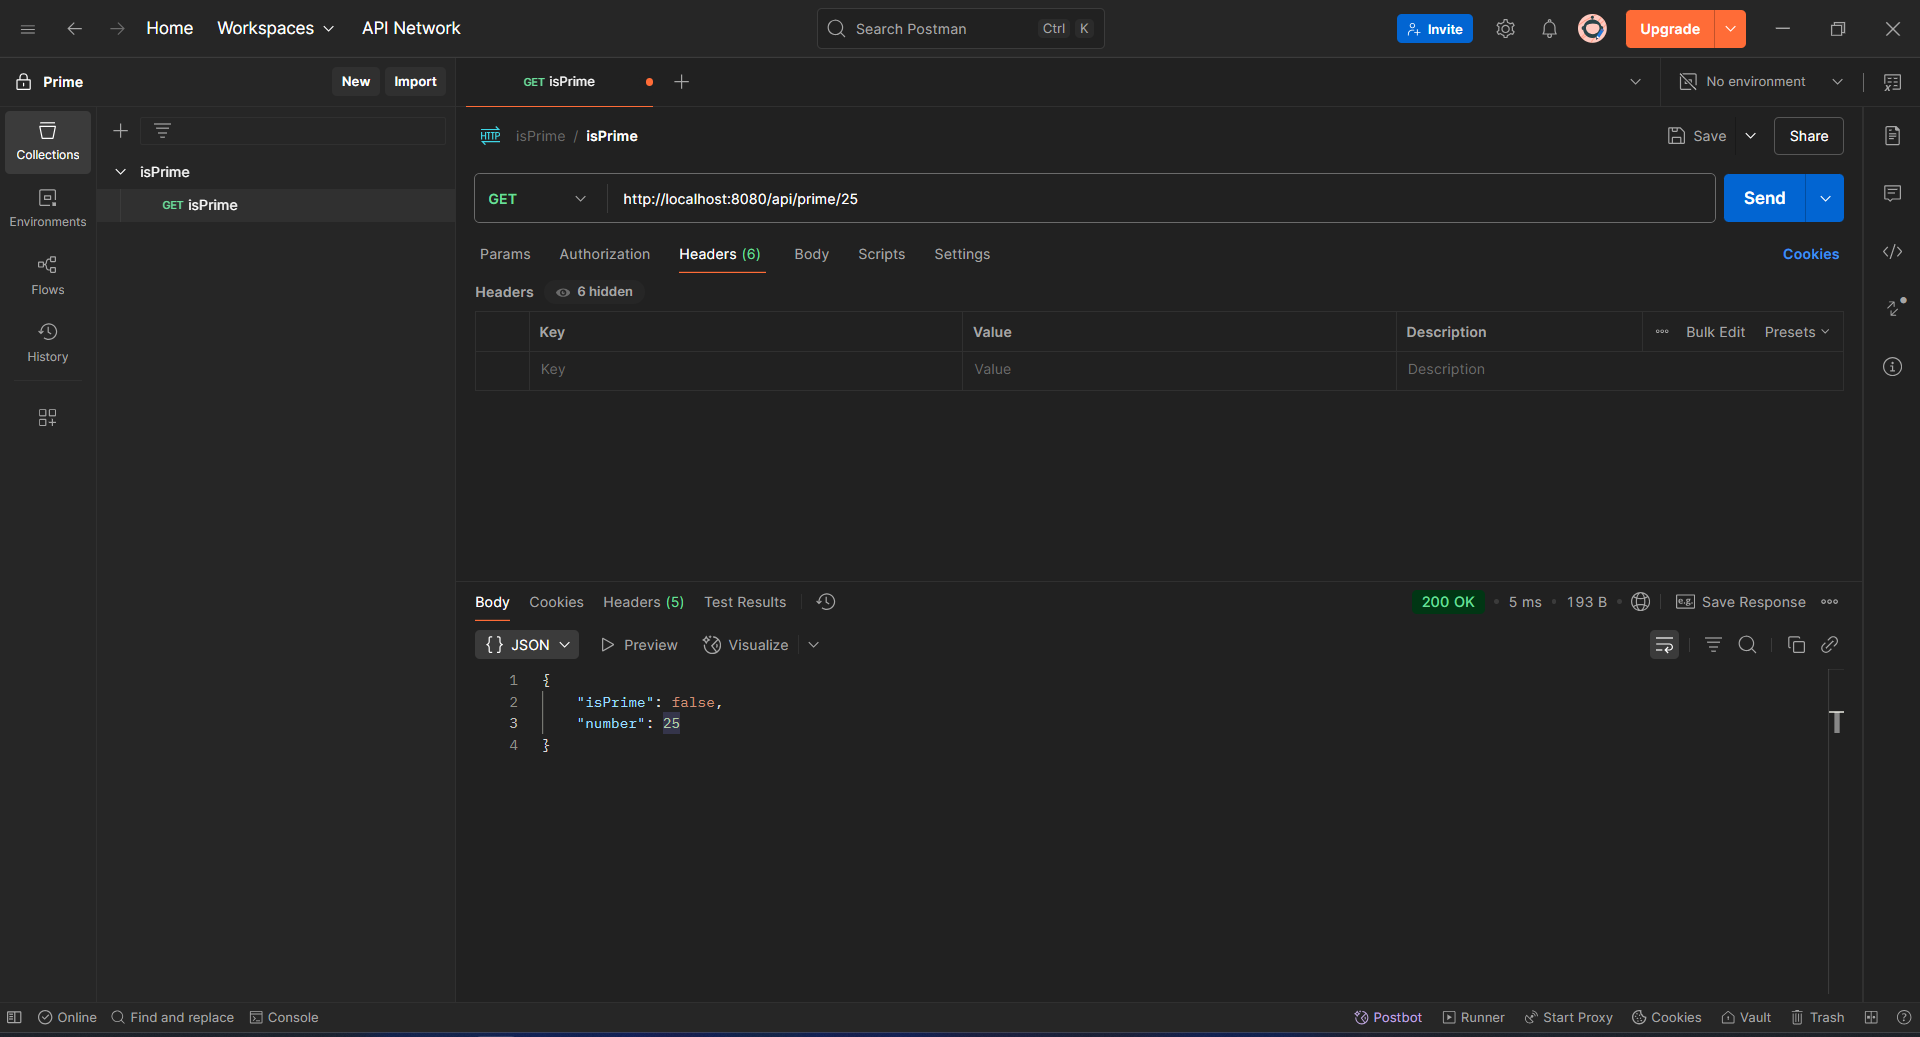 Home Workspaces API Network Search Postman Ctrl K Invite Upgrade
Prime New Import GET isPrime No environment
Collections
Environments
Flows
History
isPrime
GET isPrime
HTTP isPrime / isPrime Save Share
GET http://localhost:8080/api/prime/25 Send
Params Authorization Headers (6) Body Scripts Settings Cookies
Headers 6 hidden
Key Value Description Bulk Edit Presets
Key Value Description
Body Cookies Headers (5) Test Results 200 OK 5 ms 193 B e.g. Save Response
{} JSON Preview Visualize
1 {
2 "isPrime": false,
3 "number": 25
4 }
Online Find and replace Console Postbot Runner Start Proxy Cookies Vault Trash